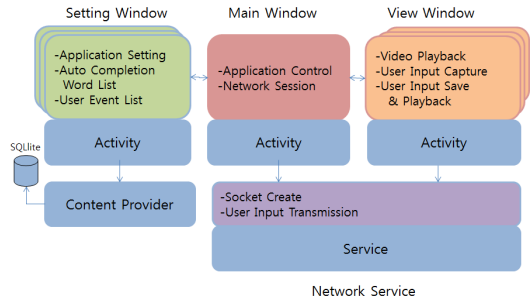 Setting Window
Main Window
View Window
-Application Setting
-Auto Completion
Word List
-User Event List
-Application Control
-Network Session
-Video Playback
-User Input Capture
-User Input Save
& Playback
Activity
Activity
Activity
SQLlite
Content Provider
-Socket Create
-User Input Transmission
Service
Network Service